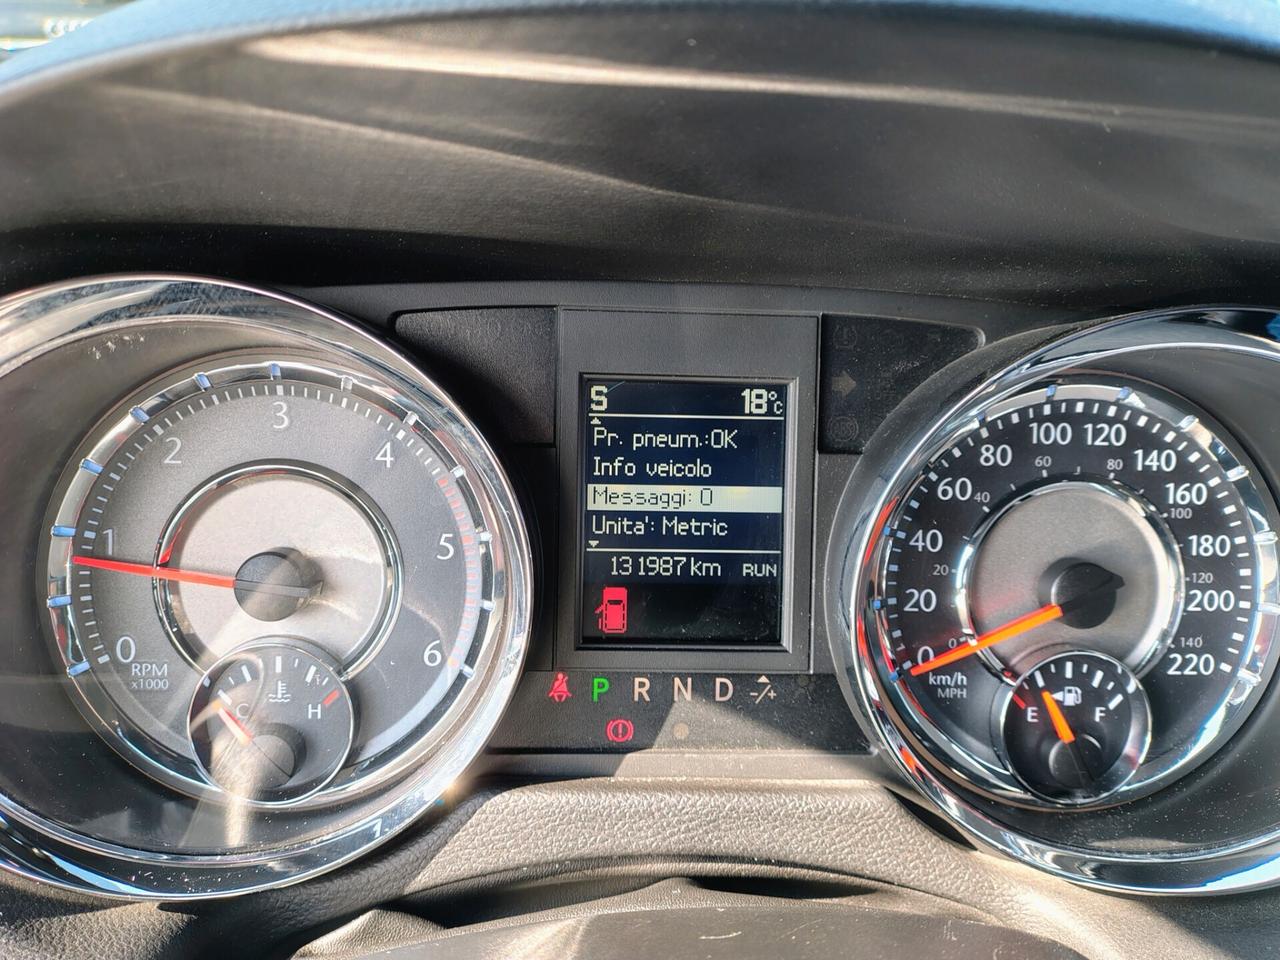 S 18°C
Pr. pneum.:OK
Info veicolo
Messaggi: 0
Unita': Metric
131987 km RUN
P R N D -/+
0 1 2 3 4 5 6
RPM
x1000
C H
0 20 40 60 80 100 120 140 160 180 200 220
0 20 40 60 80 100 120 140
km/h
MPH
E F